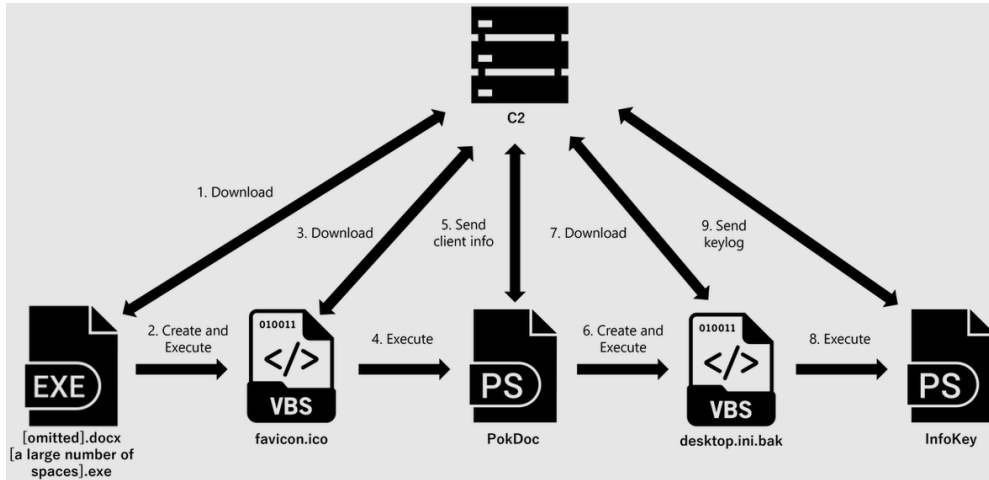 C2
1. Download
3. Download
5. Send
client info
7. Download
9. Send
keylog
2. Create and
Execute
4. Execute
6. Create and
Execute
8. Execute
EXE
010011
</>
VBS
PS
010011
</>
VBS
PS
[omitted].docx
[a large number of
spaces].exe
favicon.ico
PokDoc
desktop.ini.bak
InfoKey